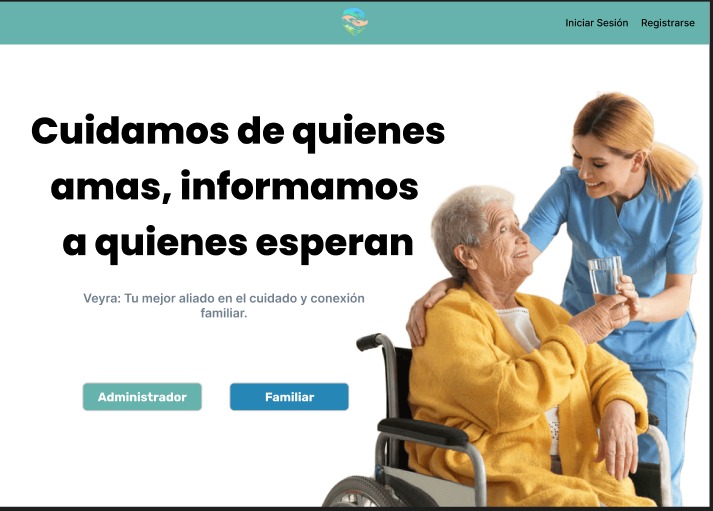 Iniciar Sesión Registrarse
Cuidamos de quienes
amas, informamos
a quienes esperan
Veyra: Tu mejor aliado en el cuidado y conexión
familiar.
Administrador Familiar